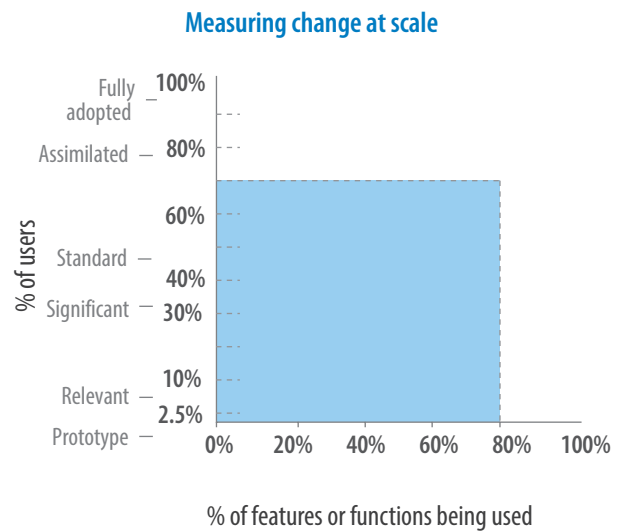 Measuring change at scale
Fully
adopted
100%
Assimilated
80%
60%
Standard
40%
Significant
30%
10%
Relevant
2.5%
Prototype
% of users
0% 20% 40% 60% 80% 100%
% of features or functions being used